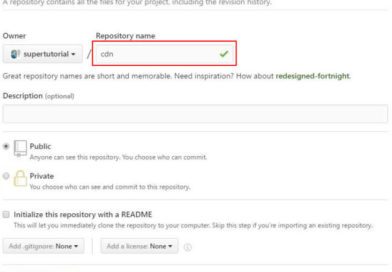 A repository contains all the files for your project, including the revision history.
Owner
Repository name
supertutorial / cdn
Great repository names are short and memorable. Need inspiration? How about redesigned-fortnight.
Description (optional)
Public
Anyone can see this repository. You choose who can commit.
Private
You choose who can see and commit to this repository.
Initialize this repository with a README
This will let you immediately clone the repository to your computer. Skip this step if you're importing an existing repository.
Add .gitignore: None
Add a license: None